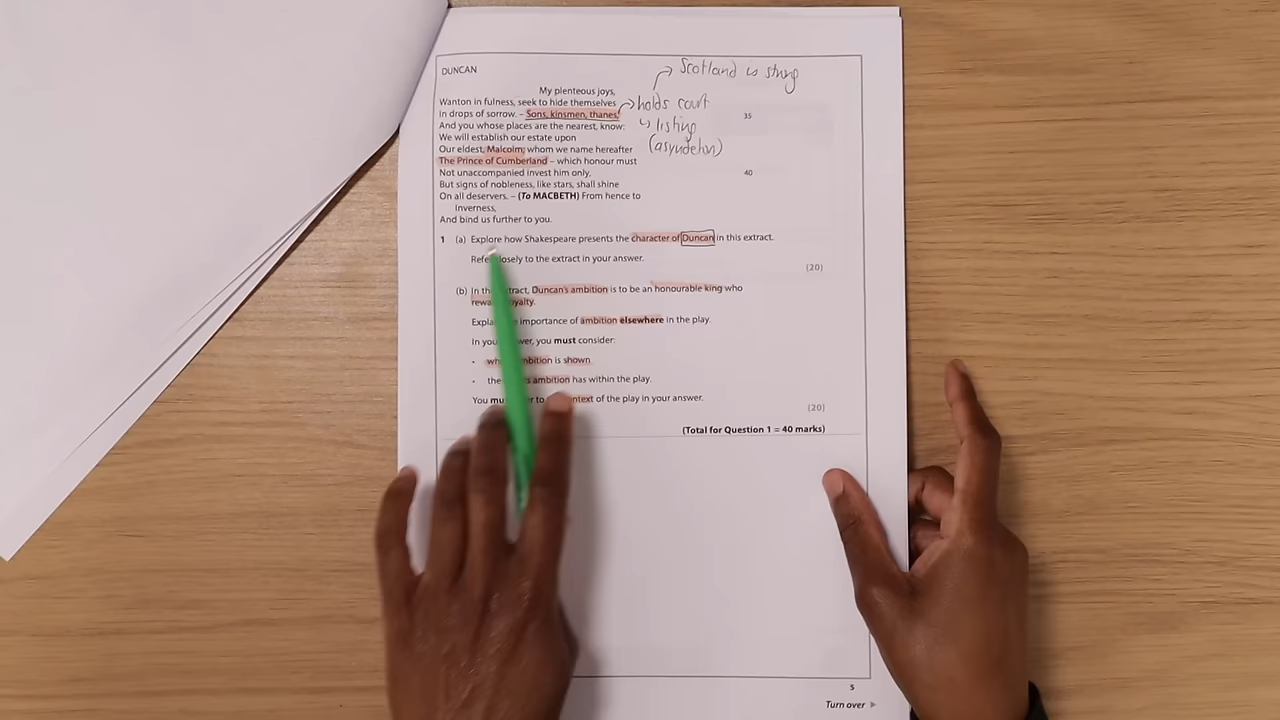 DUNCAN
Scotland is strong
My plenteous joys,
Wanton in fulness, seek to hide themselves
holds court
In drops of sorrow. – Sons, kinsmen, thanes,
35
And you whose places are the nearest, know:
listing
We will establish our estate upon
(asyndeton)
Our eldest, Malcolm; whom we name hereafter
The Prince of Cumberland – which honour must
Not unaccompanied invest him only,
40
But signs of nobleness, like stars, shall shine
On all deservers. – (To MACBETH) From hence to
Inverness,
And bind us further to you.
1 (a) Explore how Shakespeare presents the character of Duncan in this extract.
closely to the extract in your answer.
(20)
(b) In Duncan's ambition is to be an honourable king who
Explain importance of ambition elsewhere in the play.
In you must consider:
• is shown
• the ambition has within the play.
You to of the play in your answer.
(20)
(Total for Question 1 = 40 marks)
5
Turn over